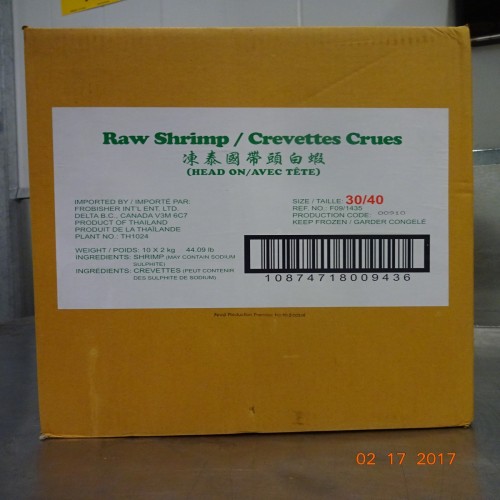 Raw Shrimp / Crevettes Crues
凍泰國帶頭白蝦
(HEAD ON/AVEC TÊTE)
IMPORTED BY / IMPORTÉ PAR:
FROBISHER INT'L ENT. LTD.
DELTA B.C., CANADA V3M 6C7
PRODUCT OF THAILAND
PRODUIT DE LA THAÏLANDE
PLANT NO.: TH1024
SIZE / TAILLE: 30/40
REF. NO.: F09/1435
PRODUCTION CODE: 00910
KEEP FROZEN / GARDER CONGELÉ
WEIGHT / POIDS: 10 X 2 kg 44.09 lb
INGREDIENTS: SHRIMP (MAY CONTAIN SODIUM
SULPHITE)
INGRÉDIENTS: CREVETTES (PEUT CONTENIR
DES SULPHITE DE SODIUM)
10874718009436
02 17 2017